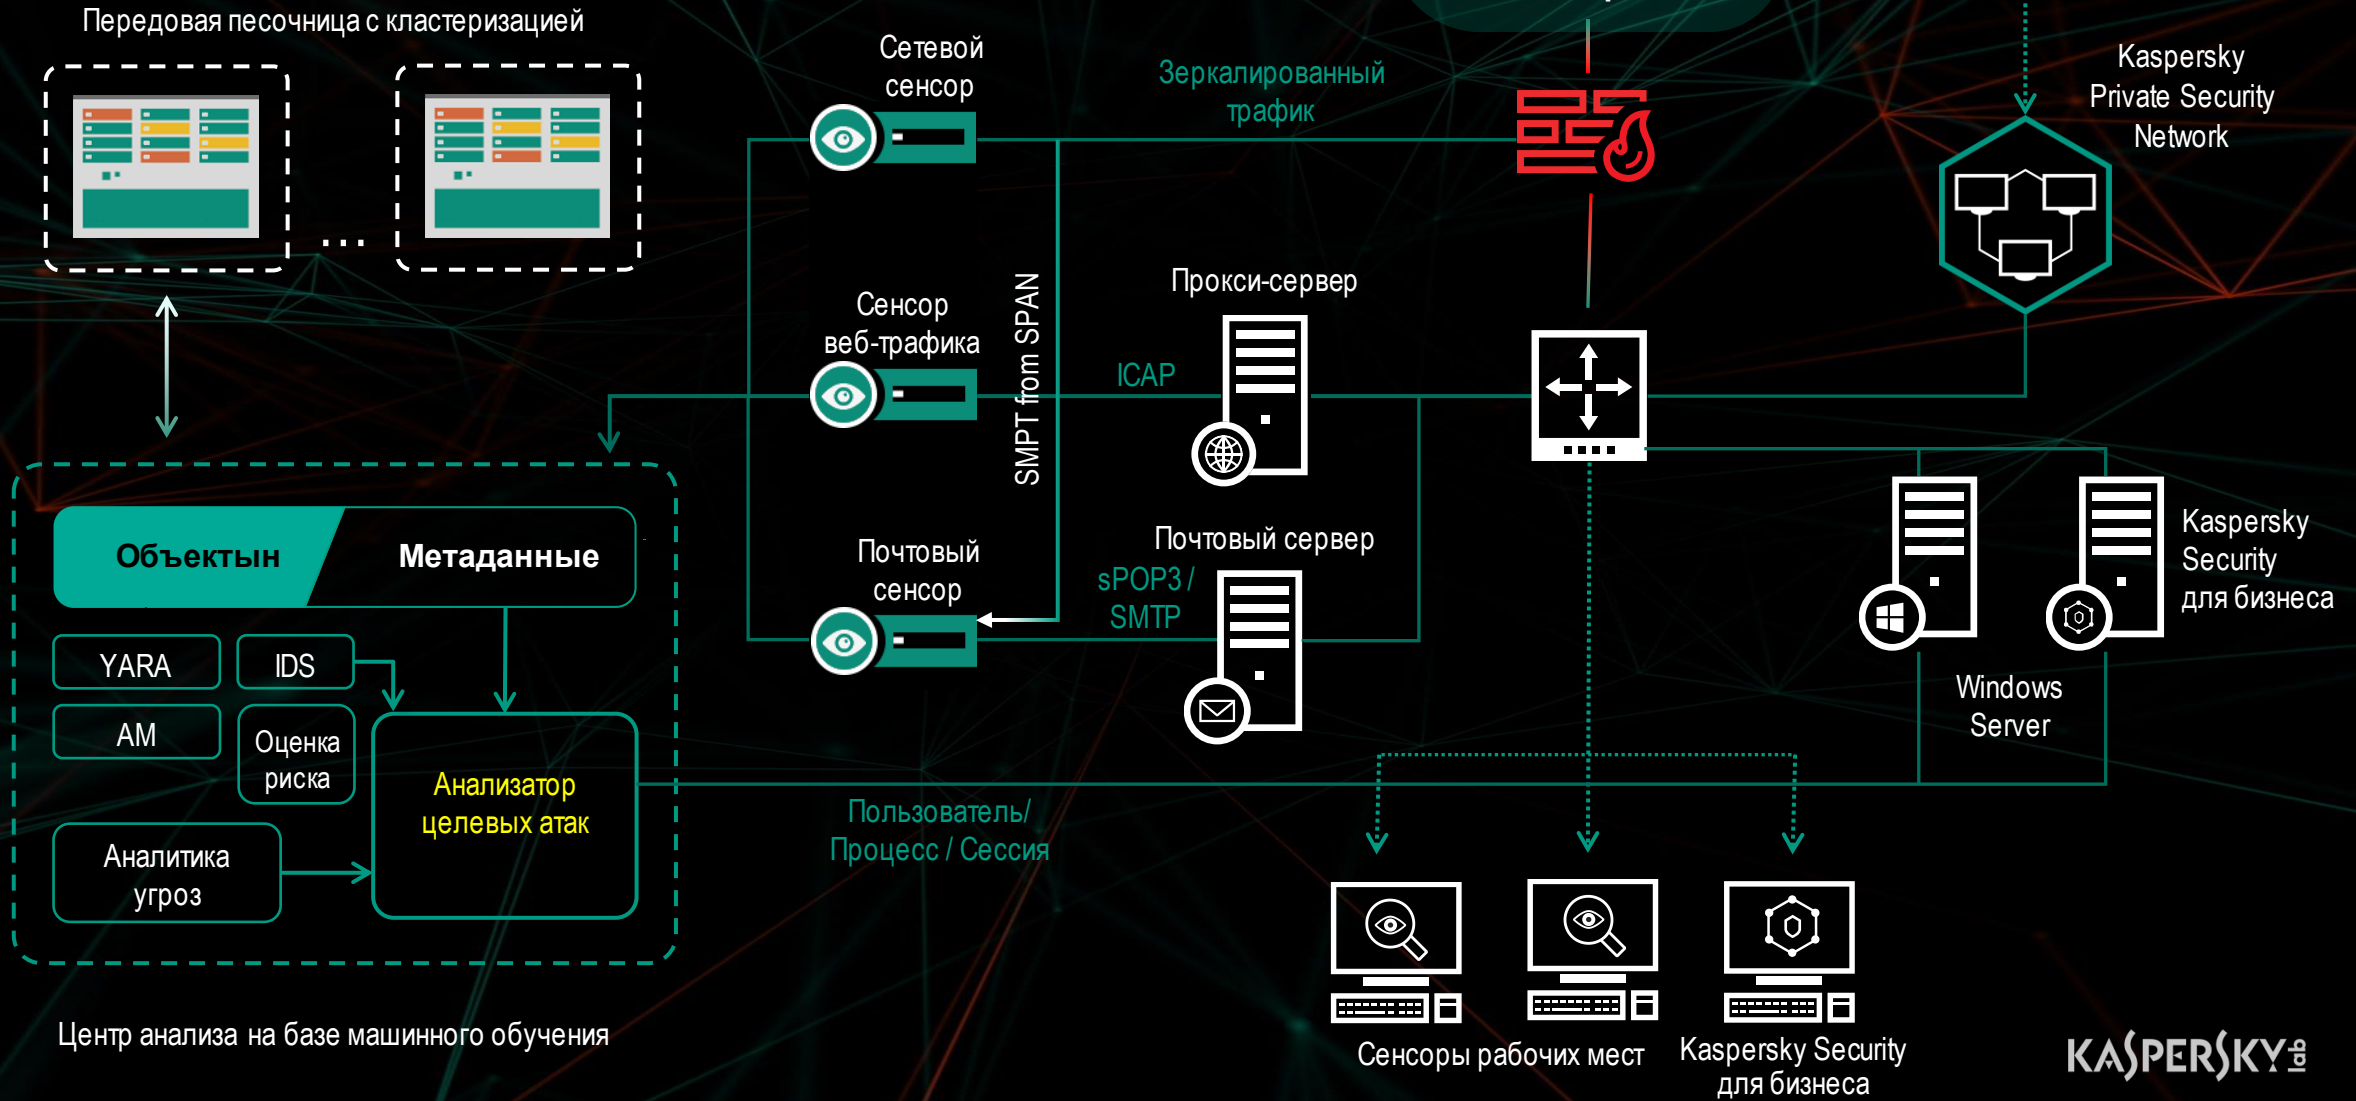 Передовая песочница с кластеризацией
...
Сетевой
сенсор
Зеркалированный
трафик
Kaspersky
Private Security
Network
Сенсор
веб-трафика
SMPT from SPAN
ICAP
Прокси-сервер
Почтовый
сенсор
sPOP3 /
SMTP
Почтовый сервер
Kaspersky
Security
для бизнеса
Windows
Server
Объектын
Метаданные
YARA
IDS
AM
Оценка
риска
Анализатор
целевых атак
Аналитика
угроз
Пользователь/
Процесс / Сессия
Центр анализа на базе машинного обучения
Сенсоры рабочих мест
Kaspersky Security
для бизнеса
KASPERSKY lab